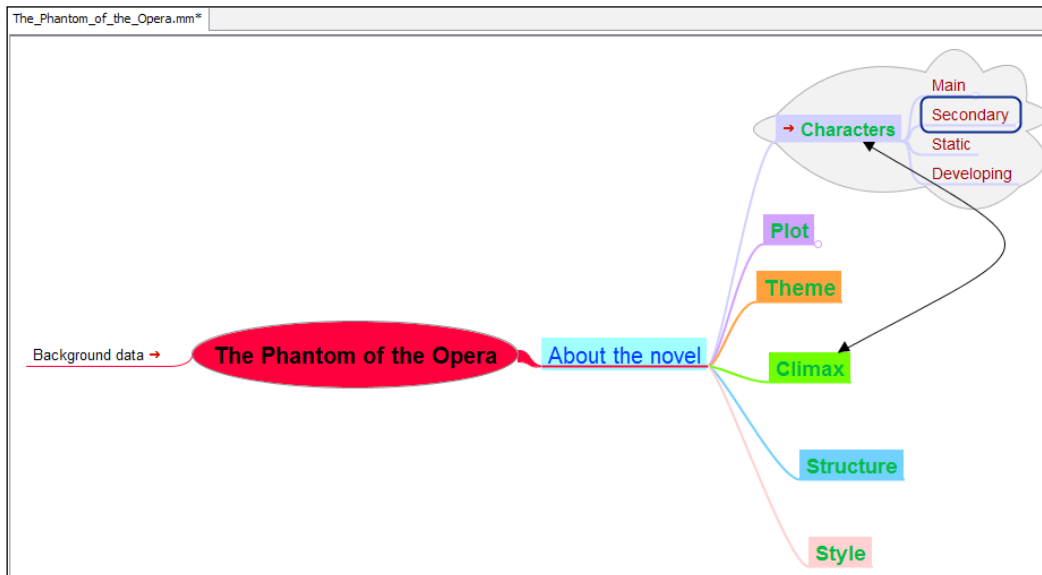 The_Phantom_of_the_Opera.mm*
Main
Secondary
Characters
Static
Developing
Plot
Theme
Background data
The Phantom of the Opera
About the novel
Climax
Structure
Style